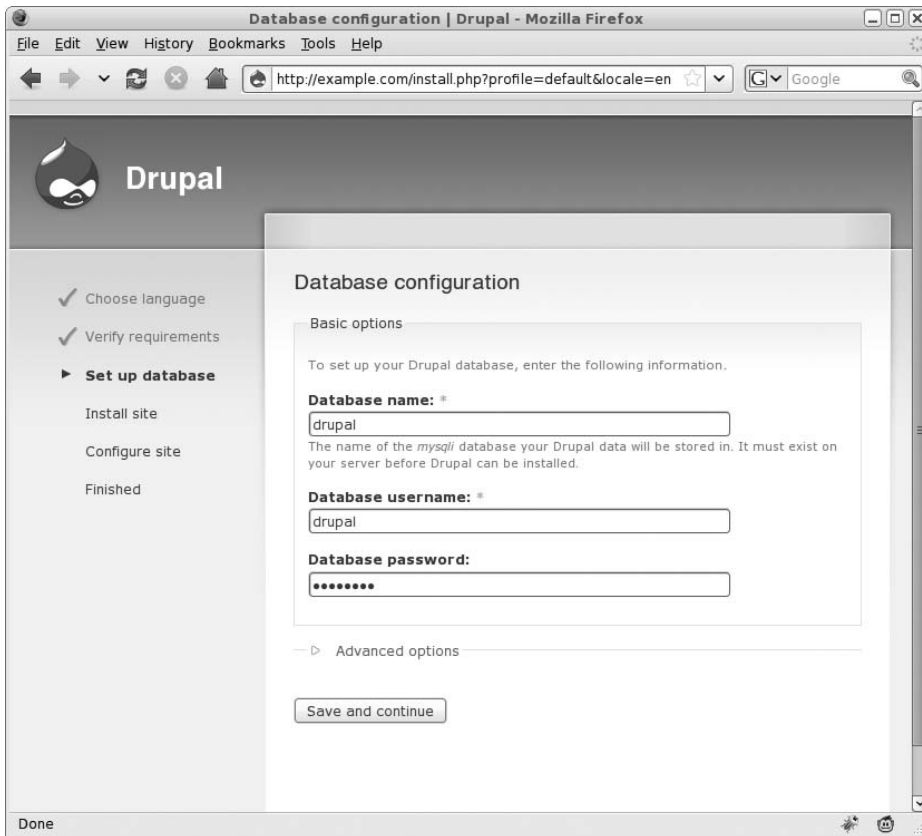 Database configuration | Drupal - Mozilla Firefox
File Edit View History Bookmarks Tools Help
http://example.com/install.php?profile=default&locale=en
G Google
Drupal
Choose language
Verify requirements
Set up database
Install site
Configure site
Finished
Database configuration
Basic options
To set up your Drupal database, enter the following information.
Database name: *
drupal
The name of the mysqli database your Drupal data will be stored in. It must exist on
your server before Drupal can be installed.
Database username: *
drupal
Database password:
••••••••
Advanced options
Save and continue
Done